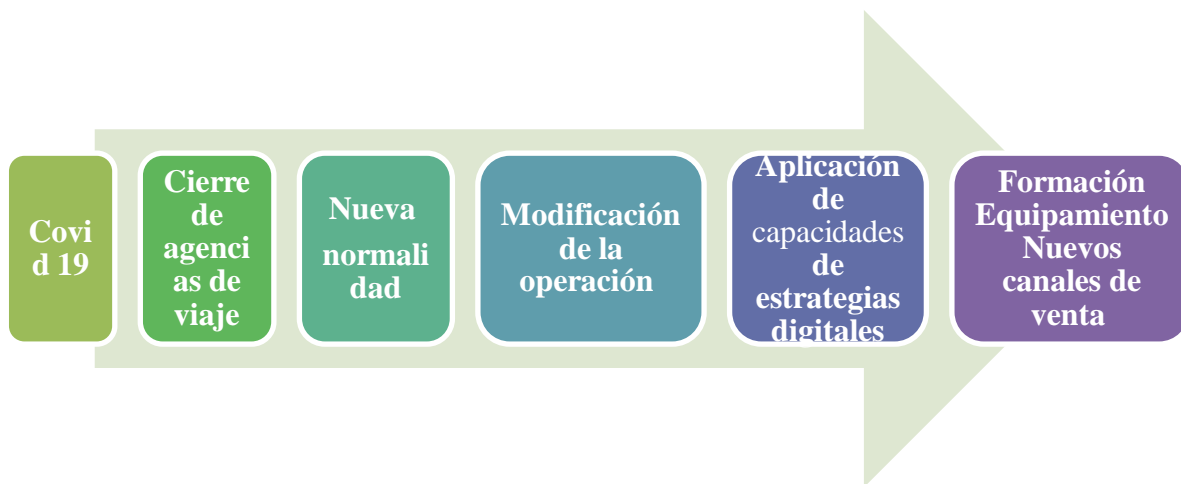 Covi
d 19
Cierre
de
agenci
as de
viaje
Nueva
normali
dad
Modificación
de la
operación
Aplicación
de
capacidades
de
estrategias
digitales
Formación
Equipamiento
Nuevos
canales de
venta